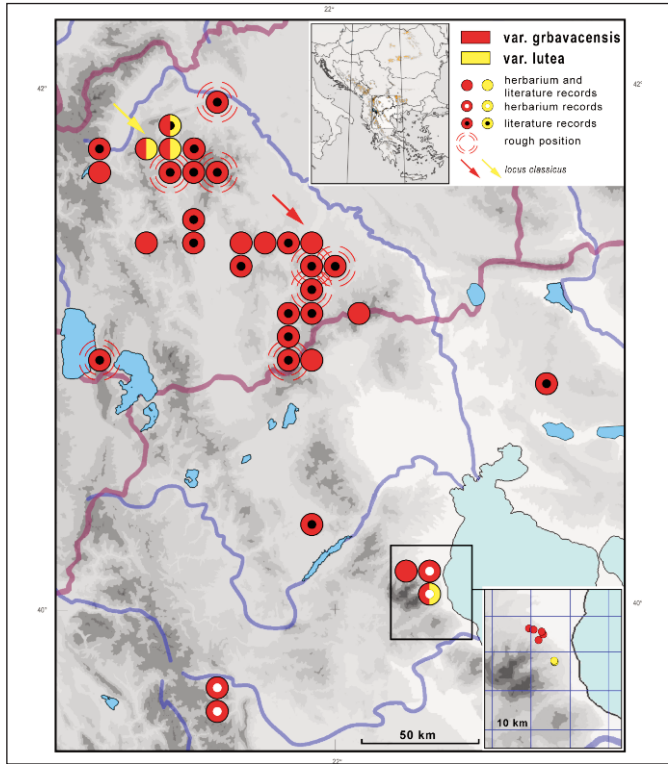 22°
42°
42°
var. grbavacensis
var. lutea
herbarium and
literature records
herbarium records
literature records
rough position
locus classicus
40°
40°
10 km
50 km
22°